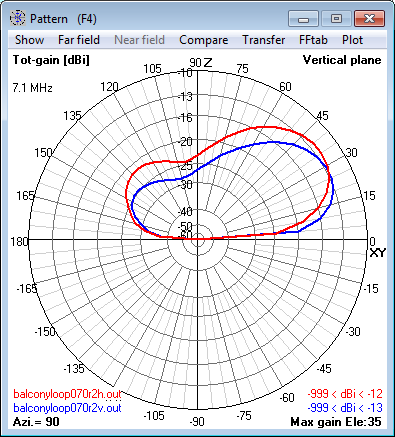 Pattern (F4)
Show Far field Near field Compare Transfer FFtab Plot
Tot-gain [dBi] Vertical plane
7.1 MHz
90 Z
105 75
120 60
135 45
150 30
165 15
180 0
XY
-165 -15
-150 -30
-135 -45
-120 -60
-105 -75
-90
-10
-13
-16
-20
-25
-30
-40
-50
-60
balconyloop070r2h.out -999 < dBi < -12
balconyloop070r2v.out -999 < dBi < -13
Azi.= 90 Max gain Ele:35